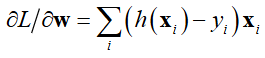 ∂L/∂𝐰 = ∑ᵢ (h(𝐱ᵢ) − yᵢ) 𝐱ᵢ